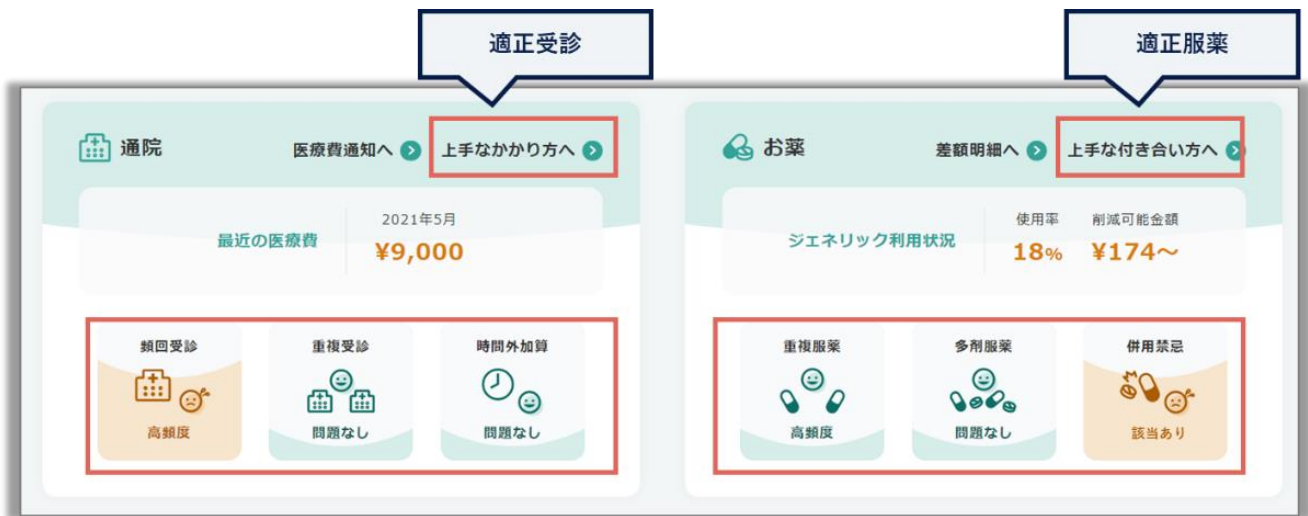 適正受診
適正服薬
通院
医療費通知へ
上手なかかり方へ
最近の医療費
2021年5月
¥9,000
頻回受診
高頻度
重複受診
問題なし
時間外加算
問題なし
お薬
差額明細へ
上手な付き合い方へ
ジェネリック利用状況
使用率
18%
削減可能金額
¥174～
重複服薬
高頻度
多剤服薬
問題なし
併用禁忌
該当あり